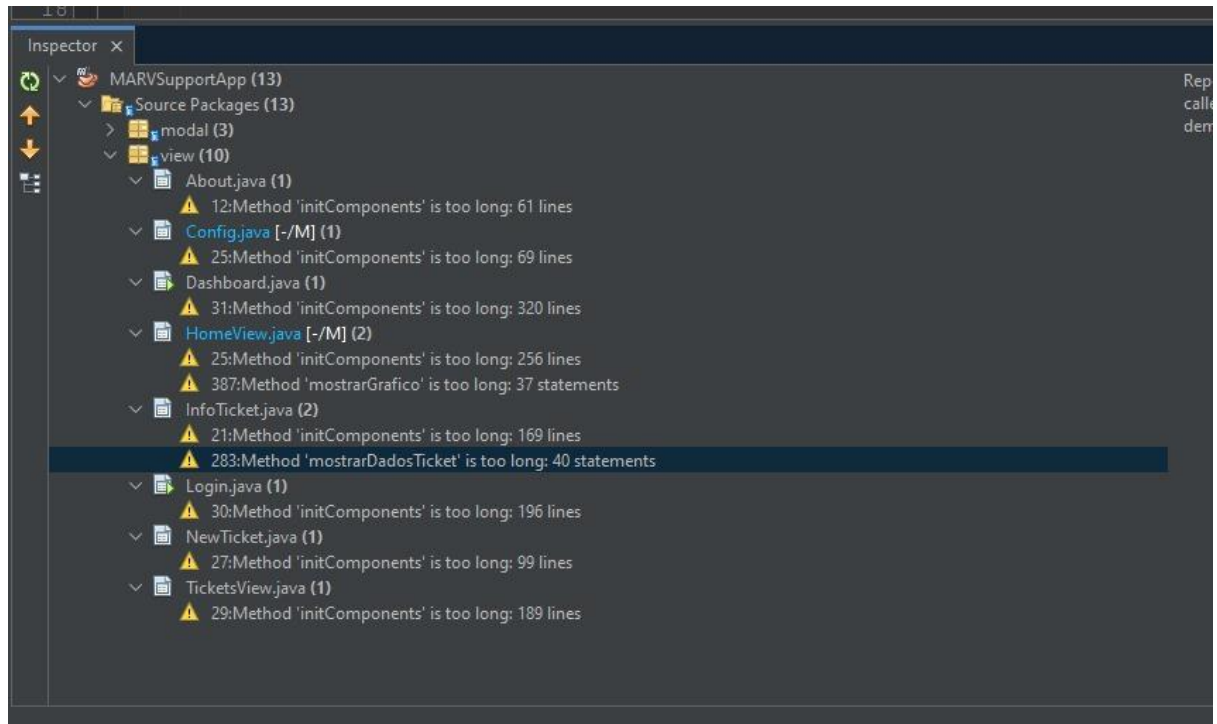 18
Inspector ×
MARVSupportApp (13)
Source Packages (13)
modal (3)
view (10)
About.java (1)
12:Method 'initComponents' is too long: 61 lines
Config.java [-/M] (1)
25:Method 'initComponents' is too long: 69 lines
Dashboard.java (1)
31:Method 'initComponents' is too long: 320 lines
HomeView.java [-/M] (2)
25:Method 'initComponents' is too long: 256 lines
387:Method 'mostrarGrafico' is too long: 37 statements
InfoTicket.java (2)
21:Method 'initComponents' is too long: 169 lines
283:Method 'mostrarDadosTicket' is too long: 40 statements
Login.java (1)
30:Method 'initComponents' is too long: 196 lines
NewTicket.java (1)
27:Method 'initComponents' is too long: 99 lines
TicketsView.java (1)
29:Method 'initComponents' is too long: 189 lines
Rep
calle
dem